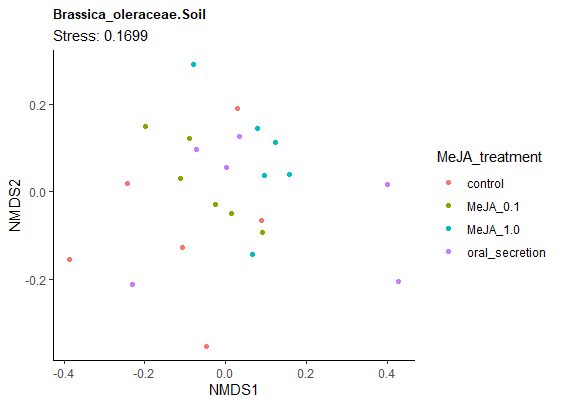 Brassica_oleraceae.Soil
Stress: 0.1699
NMDS2
0.2
0.0
-0.2
-0.4
-0.2
0.0
0.2
0.4
NMDS1
MeJA_treatment
control
MeJA_0.1
MeJA_1.0
oral_secretion